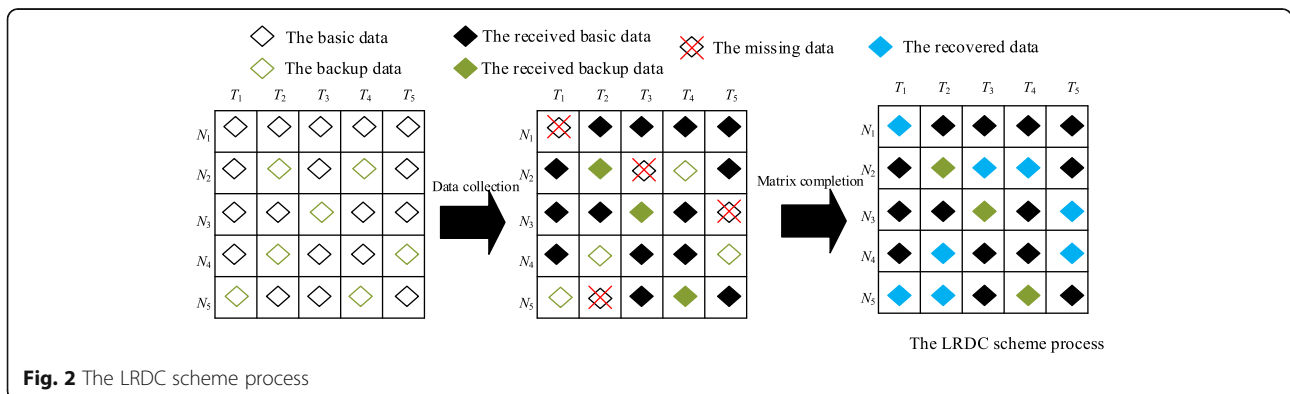 The basic data The received basic data The missing data The recovered data
The backup data The received backup data
T1 T2 T3 T4 T5
N1
N2
N3
N4
N5
Data collection
T1 T2 T3 T4 T5
N1
N2
N3
N4
N5
Matrix completion
T1 T2 T3 T4 T5
N1
N2
N3
N4
N5
The LRDC scheme process
Fig. 2 The LRDC scheme process